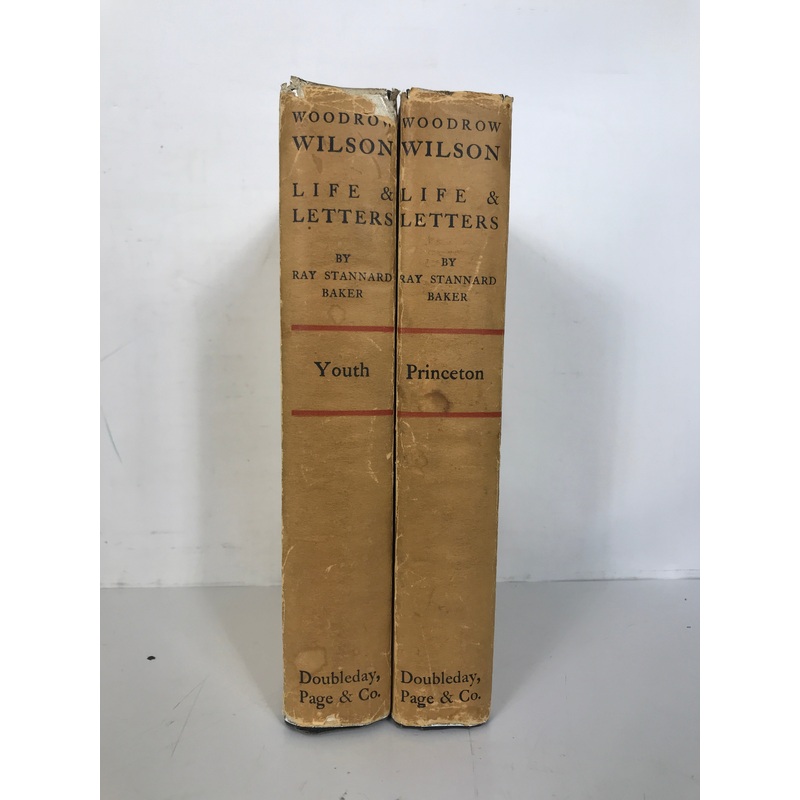 WOODROW
WILSON
LIFE &
LETTERS
BY
RAY STANNARD
BAKER
Youth
Doubleday,
Page & Co.
WOODROW
WILSON
LIFE &
LETTERS
BY
RAY STANNARD
BAKER
Princeton
Doubleday,
Page & Co.